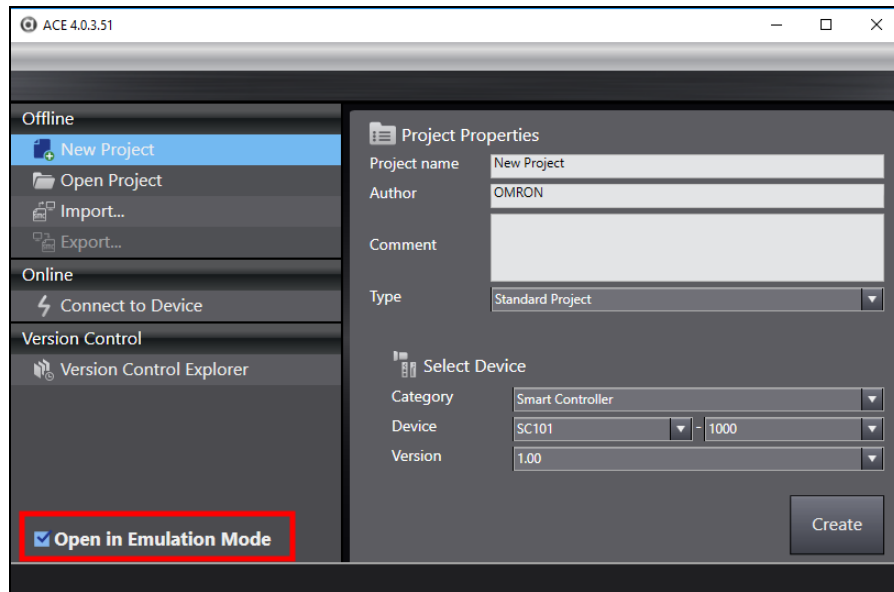 ACE 4.0.3.51
Offline
New Project
Open Project
Import...
Export...
Online
Connect to Device
Version Control
Version Control Explorer
Open in Emulation Mode
Project Properties
Project name New Project
Author OMRON
Comment
Type Standard Project
Select Device
Category Smart Controller
Device SC101 - 1000
Version 1.00
Create